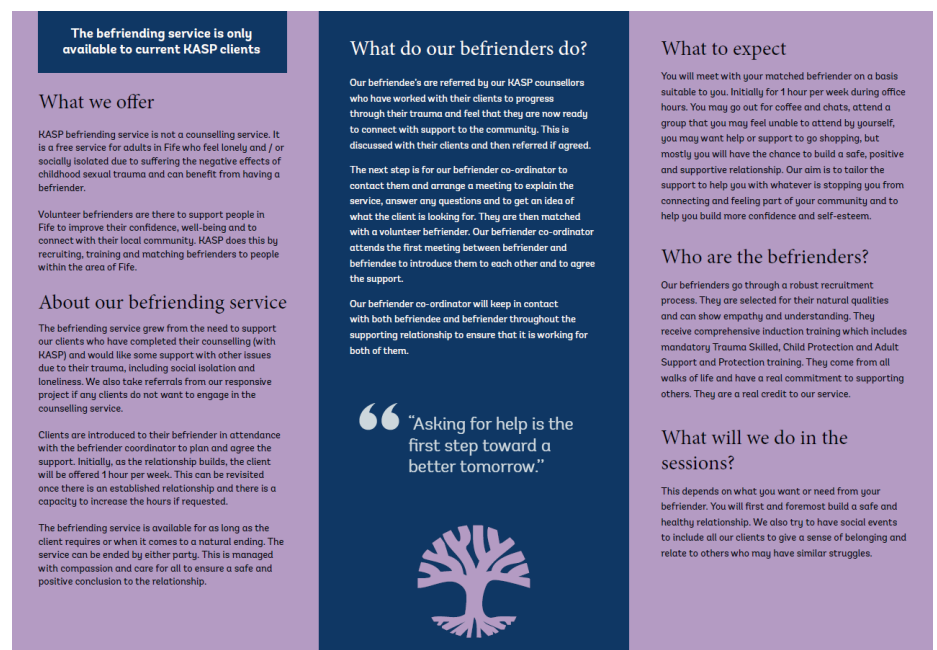 The befriending service is only
available to current KASP clients
What we offer
KASP befriending service is not a counselling service. It
is a free service for adults in Fife who feel lonely and / or
socially isolated due to suffering the negative effects of
childhood sexual trauma and can benefit from having a
befriender.
Volunteer befrienders are there to support people in
Fife to improve their confidence, well-being and to
connect with their local community. KASP does this by
recruiting, training and matching befrienders to people
within the area of Fife.
About our befriending service
The befriending service grew from the need to support
our clients who have completed their counselling (with
KASP) and would like some support with other issues
due to their trauma, including social isolation and
loneliness. We also take referrals from our responsive
project if any clients do not want to engage in the
counselling service.
Clients are introduced to their befriender in attendance
with the befriender coordinator to plan and agree the
support. Initially, as the relationship builds, the client
will be offered 1 hour per week. This can be revisited
once there is an established relationship and there is a
capacity to increase the hours if requested.
The befriending service is available for as long as the
client requires or when it comes to a natural ending. The
service can be ended by either party. This is managed
with compassion and care for all to ensure a safe and
positive conclusion to the relationship.
What do our befrienders do?
Our befriendee's are referred by our KASP counsellors
who have worked with their clients to progress
through their trauma and feel that they are now ready
to connect with support to the community. This is
discussed with their clients and then referred if agreed.
The next step is for our befriender co-ordinator to
contact them and arrange a meeting to explain the
service, answer any questions and to get an idea of
what the client is looking for. They are then matched
with a volunteer befriender. Our befriender co-ordinator
attends the first meeting between befriender and
befriendee to introduce them to each other and to agree
the support.
Our befriender co-ordinator will keep in contact
with both befriendee and befriender throughout the
supporting relationship to ensure that it is working for
both of them.
“Asking for help is the
first step toward a
better tomorrow.”
What to expect
You will meet with your matched befriender on a basis
suitable to you. Initially for 1 hour per week during office
hours. You may go out for coffee and chats, attend a
group that you may feel unable to attend by yourself,
you may want help or support to go shopping, but
mostly you will have the chance to build a safe, positive
and supportive relationship. Our aim is to tailor the
support to help you with whatever is stopping you from
connecting and feeling part of your community and to
help you build more confidence and self-esteem.
Who are the befrienders?
Our befrienders go through a robust recruitment
process. They are selected for their natural qualities
and can show empathy and understanding. They
receive comprehensive induction training which includes
mandatory Trauma Skilled, Child Protection and Adult
Support and Protection training. They come from all
walks of life and have a real commitment to supporting
others. They are a real credit to our service.
What will we do in the
sessions?
This depends on what you want or need from your
befriender. You will first and foremost build a safe and
healthy relationship. We also try to have social events
to include all our clients to give a sense of belonging and
relate to others who may have similar struggles.